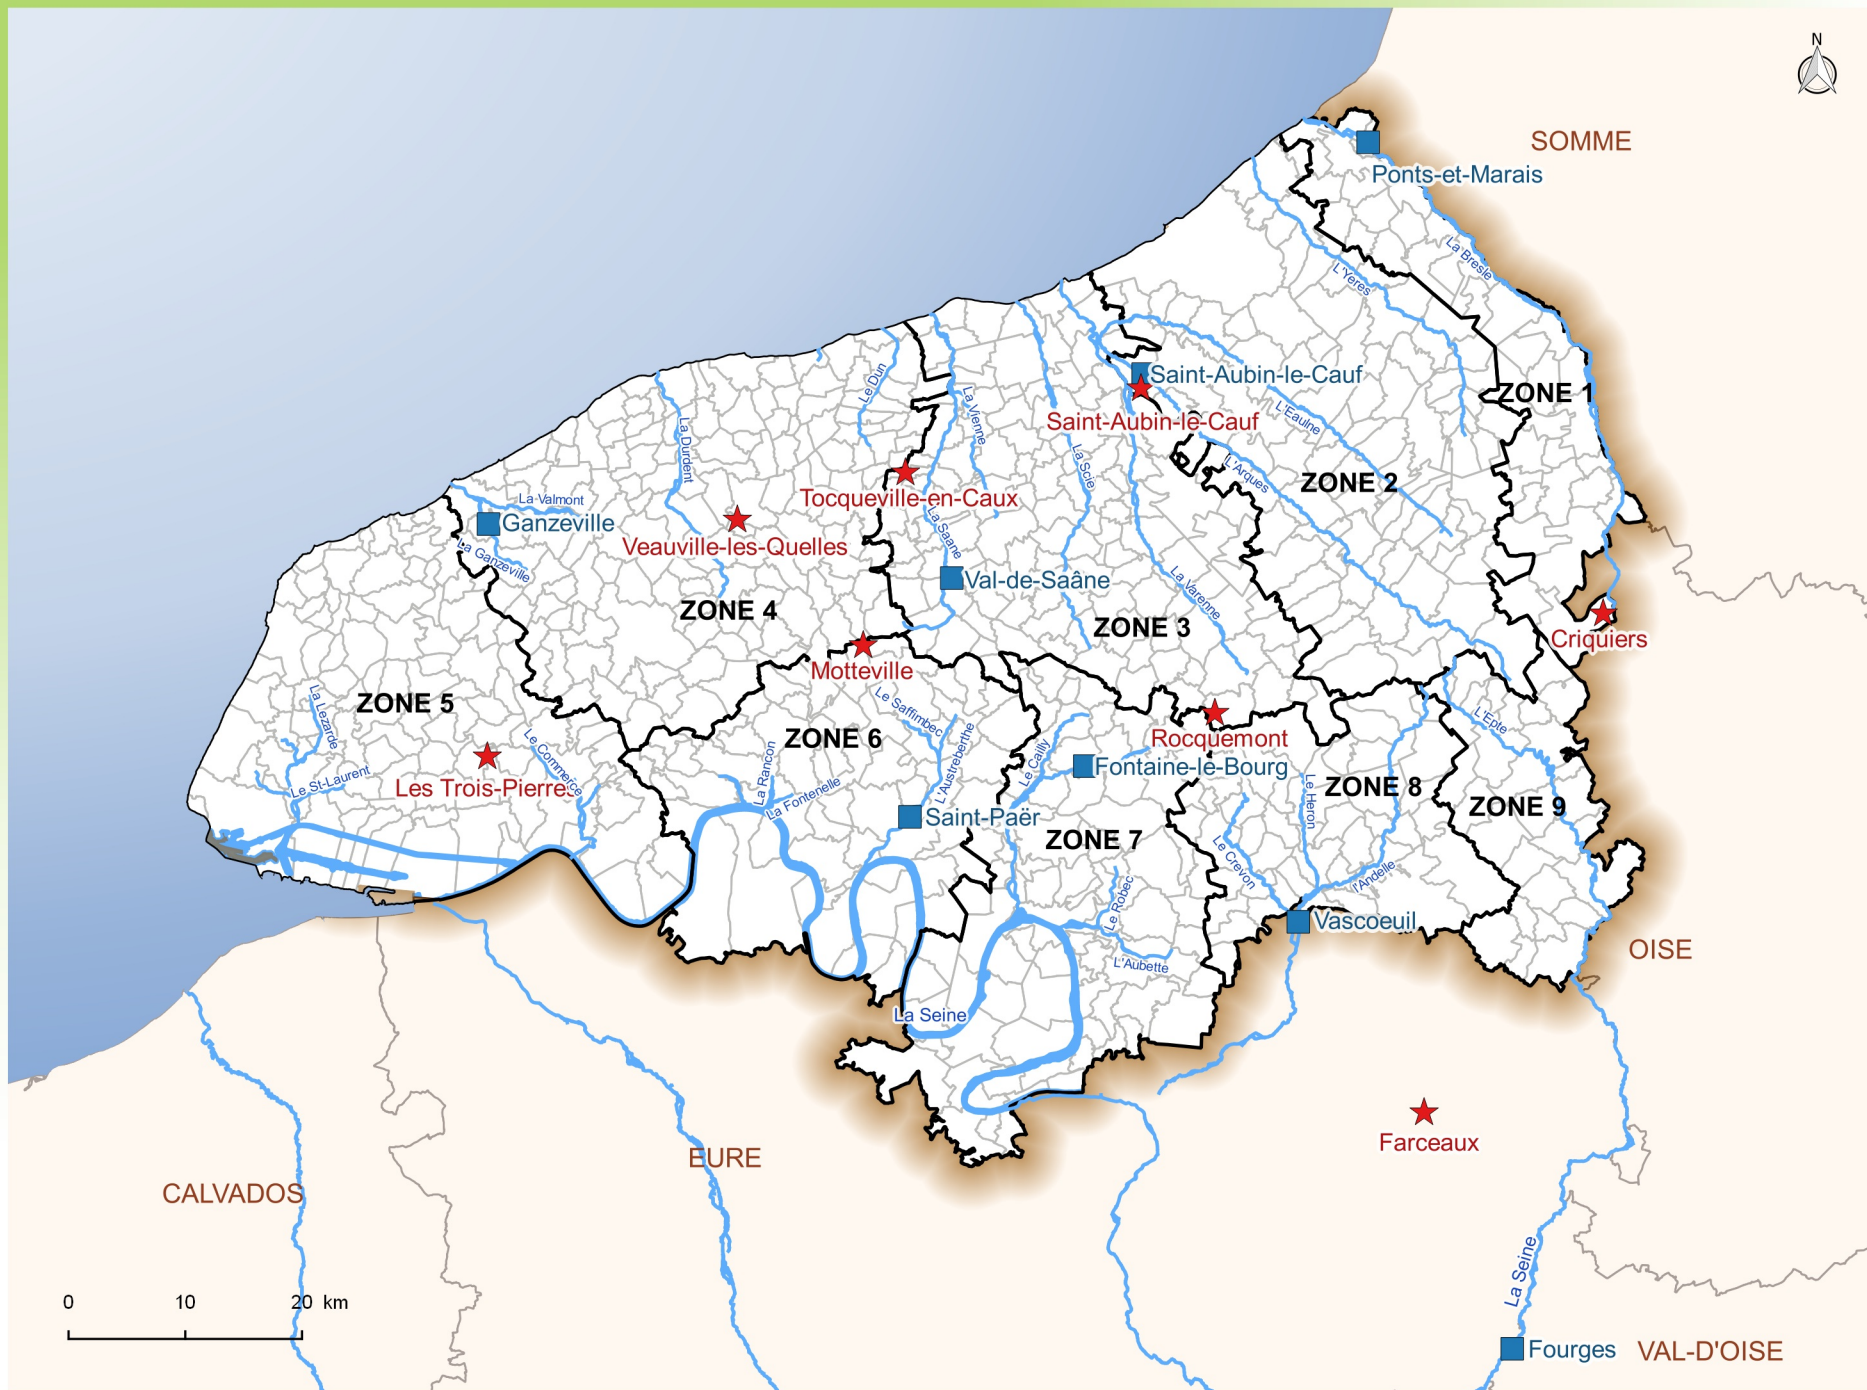 N
SOMME
Ponts-et-Marais
La Bresle
L'Yeres
Le Dun
Saint-Aubin-le-Cauf
ZONE 1
La Vienne
L'Eaulne
Saint-Aubin-le-Cauf
La Durdent
La Scie
L'Arques
ZONE 2
Tocqueville-en-Caux
La Valmont
Ganzeville
La Saane
Veauville-les-Quelles
La Ganzeville
Val-de-Saâne
La Varenne
ZONE 4
ZONE 3
Criquiers
Motteville
ZONE 5
La Lezarde
Le Saffimbec
L'Epte
ZONE 6
Rocquemont
Le Commerce
L'Austreberthe
Le Cailly
Fontaine-le-Bourg
La Rancon
Les Trois-Pierres
Le St-Laurent
ZONE 8
La Fontenelle
Le Heron
ZONE 9
Saint-Paër
ZONE 7
Le Crevon
l'Andelle
Le Robec
Vascoeuil
OISE
L'Aubette
La Seine
Farceaux
EURE
CALVADOS
La Seine
0 10 20 km
Fourges
VAL-D'OISE